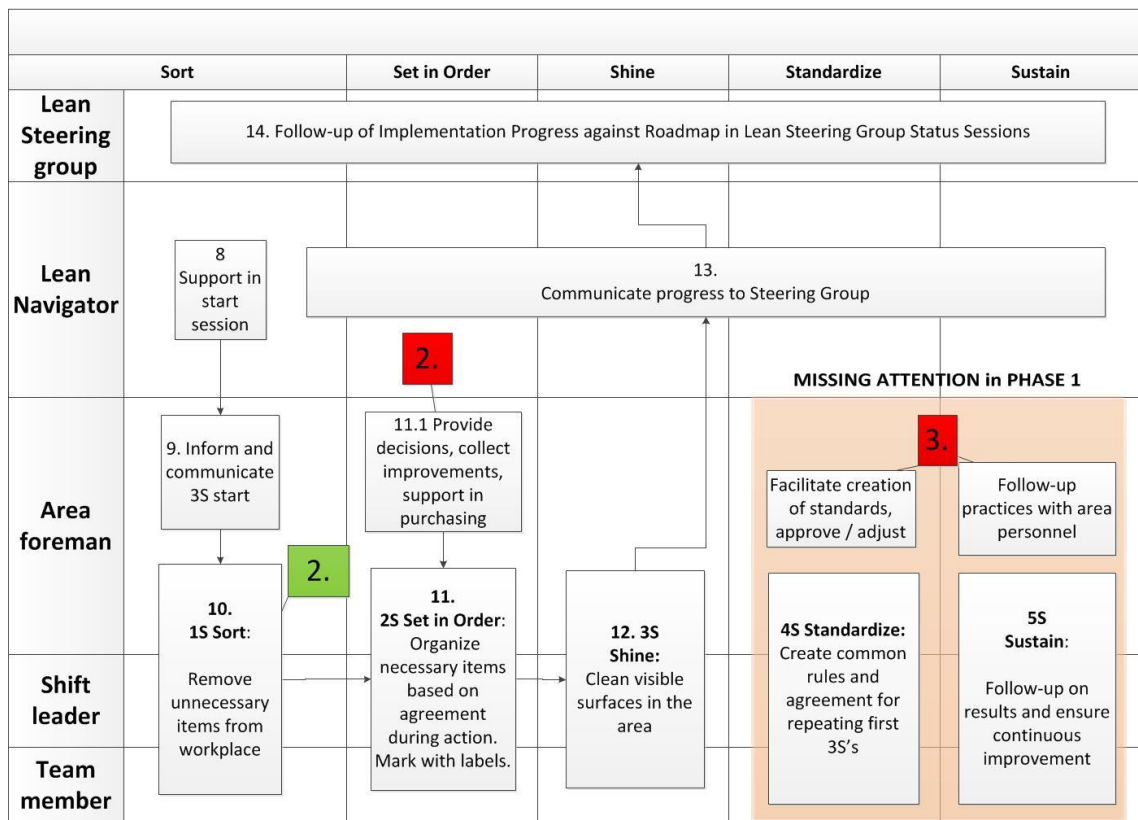 Sort
Set in Order
Shine
Standardize
Sustain
Lean
Steering
group
14. Follow-up of Implementation Progress against Roadmap in Lean Steering Group Status Sessions
Lean
Navigator
8
Support in
start
session
13.
Communicate progress to Steering Group
2.
MISSING ATTENTION in PHASE 1
Area
foreman
9. Inform and
communicate
3S start
11.1 Provide
decisions, collect
improvements,
support in
purchasing
3.
Facilitate creation
of standards,
approve / adjust
Follow-up
practices with area
personnel
2.
10.
1S Sort:
Remove
unnecessary
items from
workplace
11.
2S Set in Order:
Organize
necessary items
based on
agreement
during action.
Mark with labels.
12. 3S
Shine:
Clean visible
surfaces in the
area
4S Standardize:
Create common
rules and
agreement for
repeating first
3S's
5S
Sustain:
Follow-up on
results and ensure
continuous
improvement
Shift
leader
Team
member